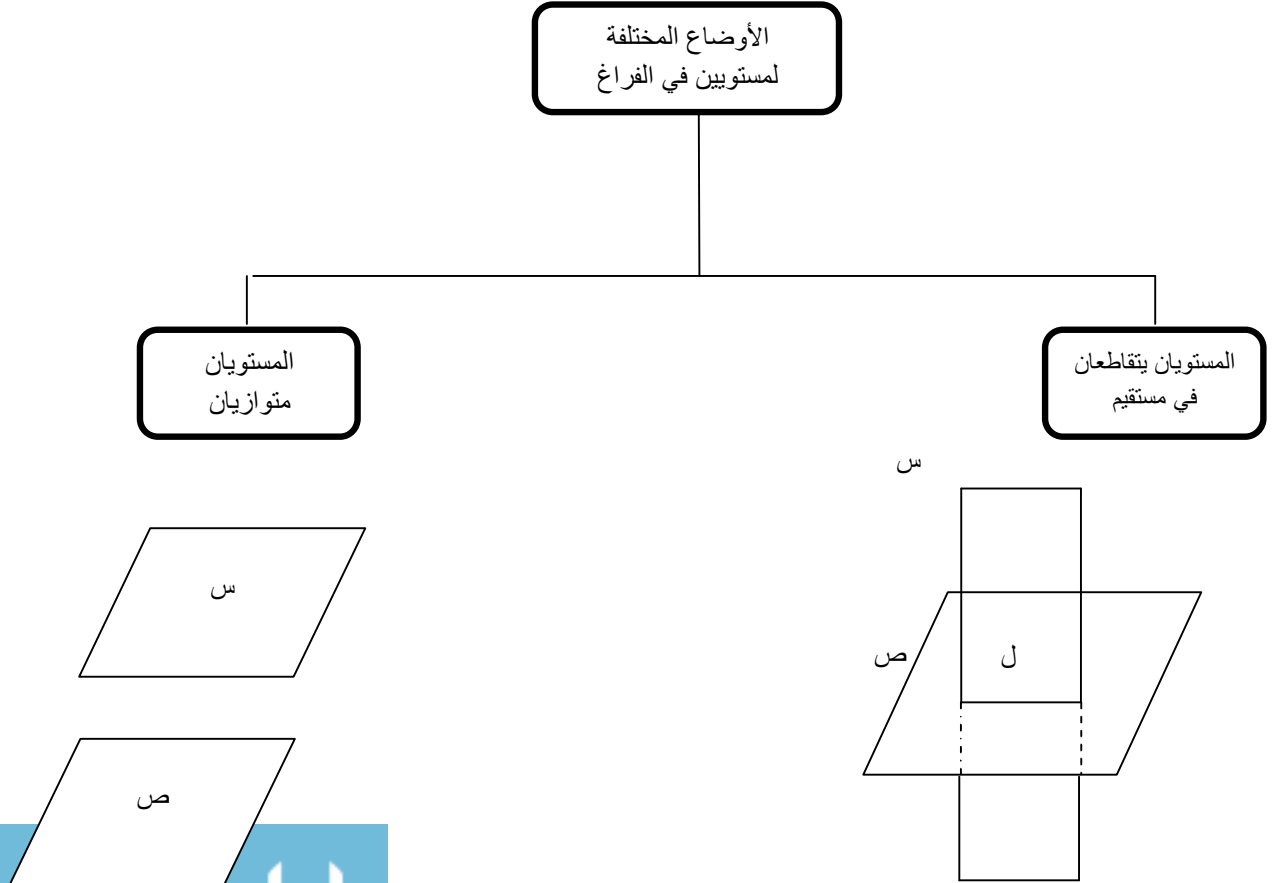 الأوضاع المختلفة
لمستويين في الفراغ
المستويان يتقاطعان
في مستقيم
المستويان
متوازيان
س
س
ص
ل
ص